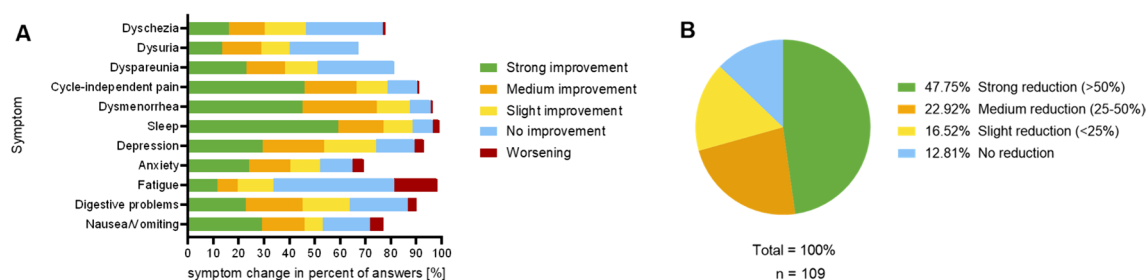 A
Symptom
Dyschezia
Dysuria
Dyspareunia
Cycle-independent pain
Dysmenorrhea
Sleep
Depression
Anxiety
Fatigue
Digestive problems
Nausea/Vomiting
0 10 20 30 40 50 60 70 80 90 100
symptom change in percent of answers [%]
Strong improvement
Medium improvement
Slight improvement
No improvement
Worsening
B
47.75% Strong reduction (>50%)
22.92% Medium reduction (25-50%)
16.52% Slight reduction (<25%)
12.81% No reduction
Total = 100%
n = 109